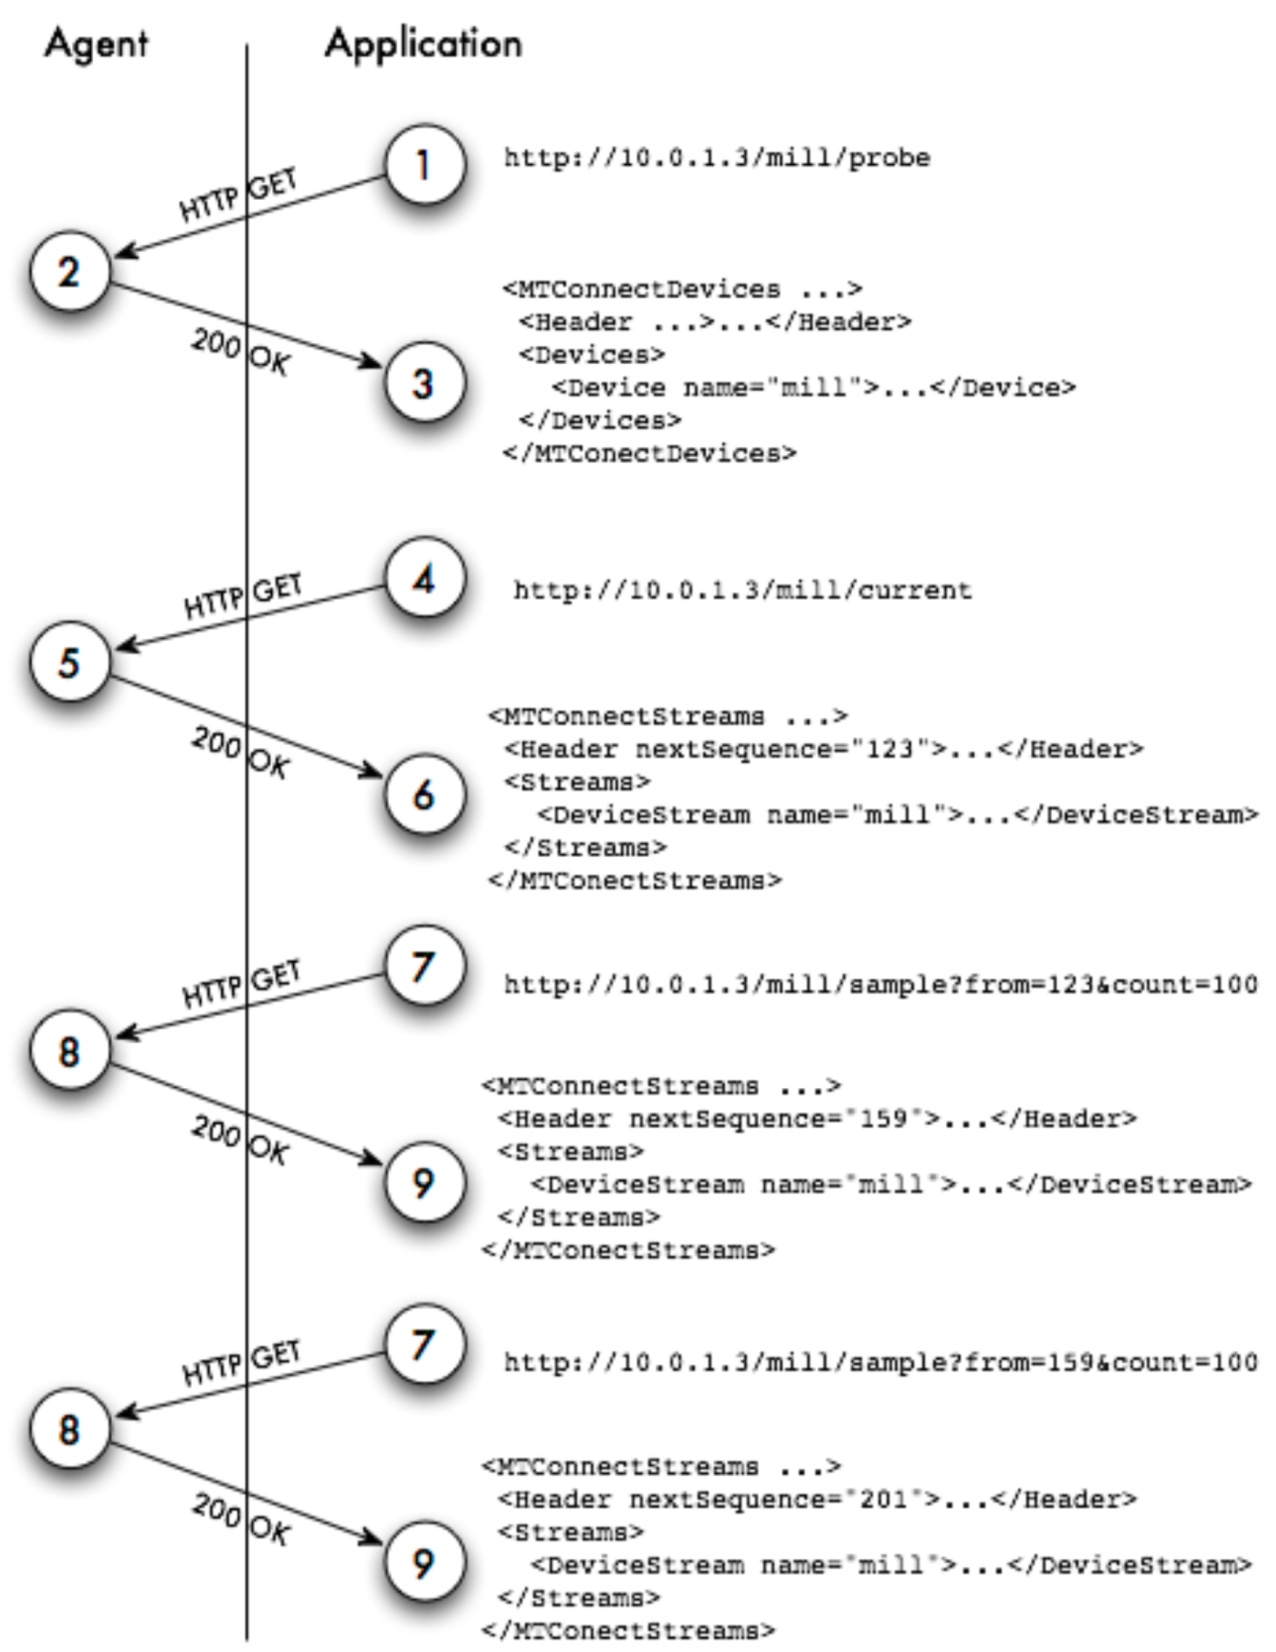 Agent Application
1 http://10.0.1.3/mill/probe
HTTP GET
2
<MTConnectDevices ...>
<Header ...>...</Header>
200 OK
<Devices>
3 <Device name="mill">...</Device>
</Devices>
</MTConectDevices>
4 http://10.0.1.3/mill/current
HTTP GET
5
<MTConnectStreams ...>
200 OK
<Header nextSequence="123">...</Header>
<Streams>
6 <DeviceStream name="mill">...</DeviceStream>
</Streams>
</MTConectStreams>
7 http://10.0.1.3/mill/sample?from=123&count=100
HTTP GET
8
<MTConnectStreams ...>
<Header nextSequence="159">...</Header>
200 OK
<Streams>
9 <DeviceStream name="mill">...</DeviceStream>
</Streams>
</MTConectStreams>
7 http://10.0.1.3/mill/sample?from=159&count=100
HTTP GET
8
<MTConnectStreams ...>
<Header nextSequence="201">...</Header>
200 OK
<Streams>
9 <DeviceStream name="mill">...</DeviceStream>
</Streams>
</MTConectStreams>